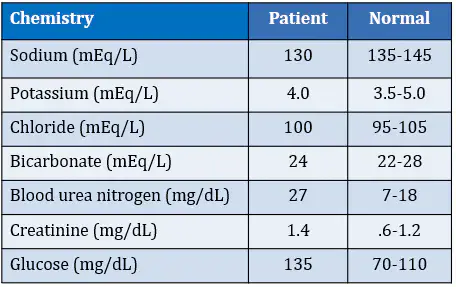 Chemistry Patient Normal
Sodium (mEq/L) 130 135-145
Potassium (mEq/L) 4.0 3.5-5.0
Chloride (mEq/L) 100 95-105
Bicarbonate (mEq/L) 24 22-28
Blood urea nitrogen (mg/dL) 27 7-18
Creatinine (mg/dL) 1.4 .6-1.2
Glucose (mg/dL) 135 70-110